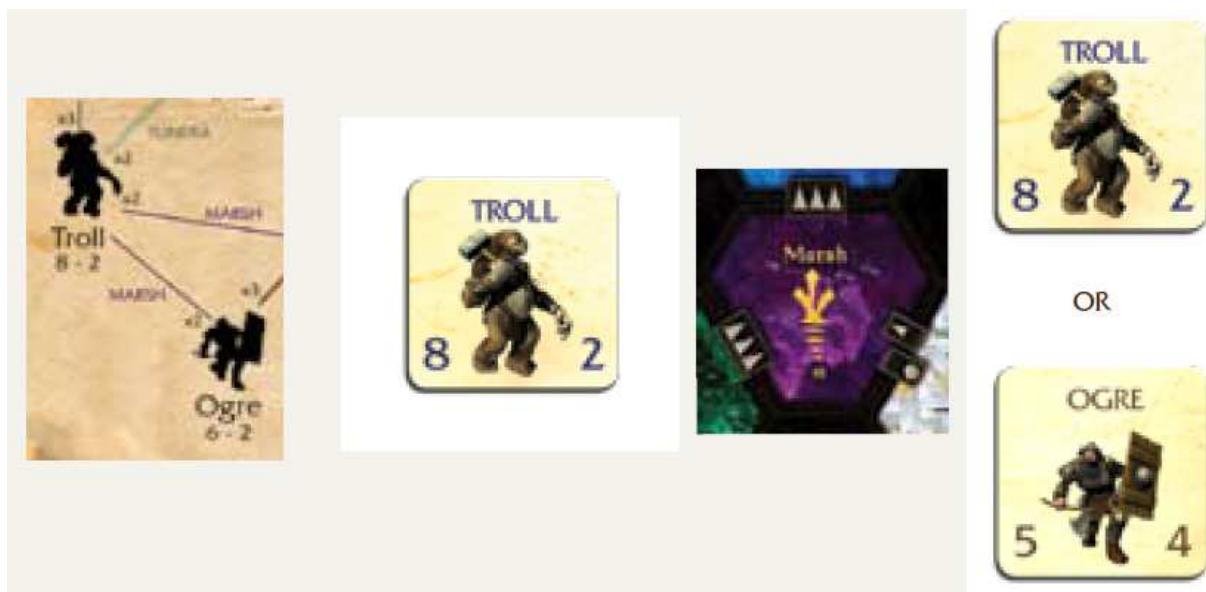 x3
TUNDRA
x2
x2
MARSH
Troll
8 - 2
MARSH
x3
x2
Ogre
6 - 2
TROLL
8 2
Marsh
TROLL
8 2
OR
OGRE
5 4